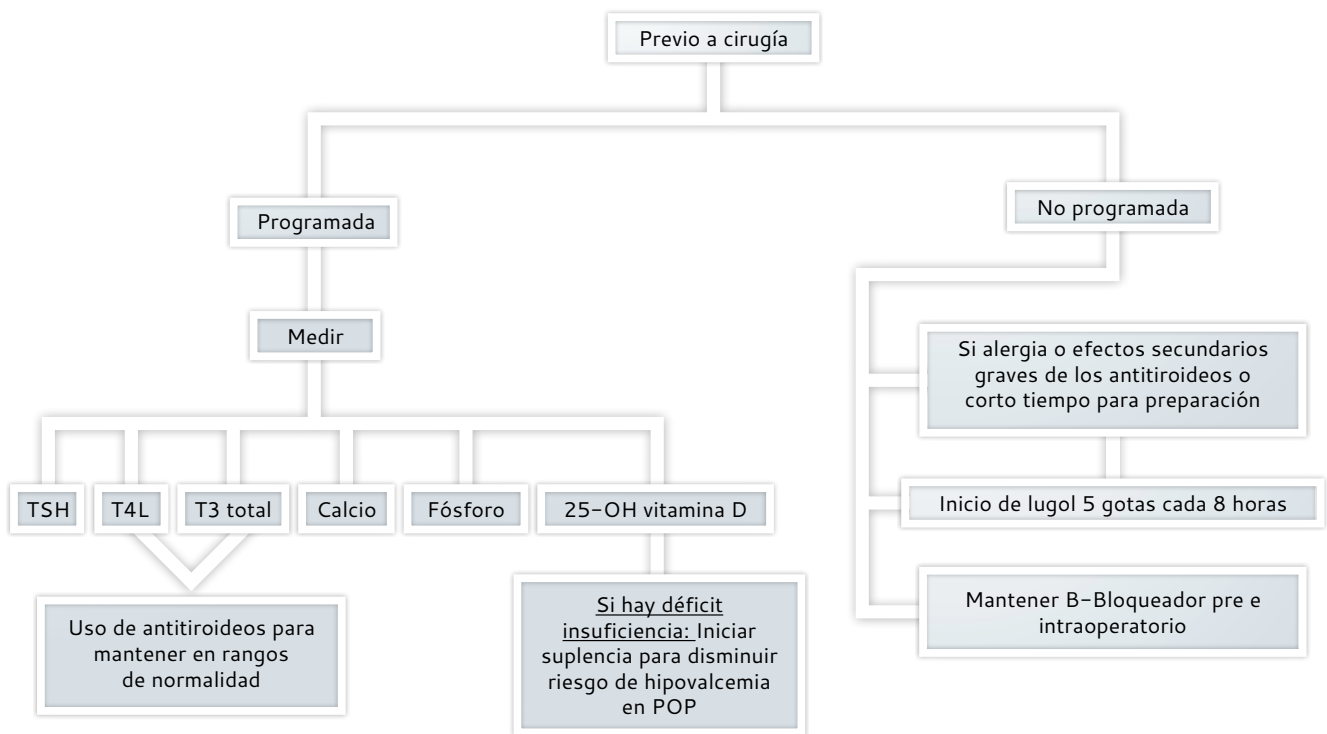 Previo a cirugía
Programada
No programada
Medir
Si alergia o efectos secundarios
graves de los antitiroideos o
corto tiempo para preparación
TSH
T4L
T3 total
Calcio
Fósforo
25-OH vitamina D
Inicio de lugol 5 gotas cada 8 horas
Uso de antitiroideos para
mantener en rangos
de normalidad
Si hay déficit
insuficiencia: Iniciar
suplencia para disminuir
riesgo de hipovalcemia
en POP
Mantener B-Bloqueador pre e
intraoperatorio